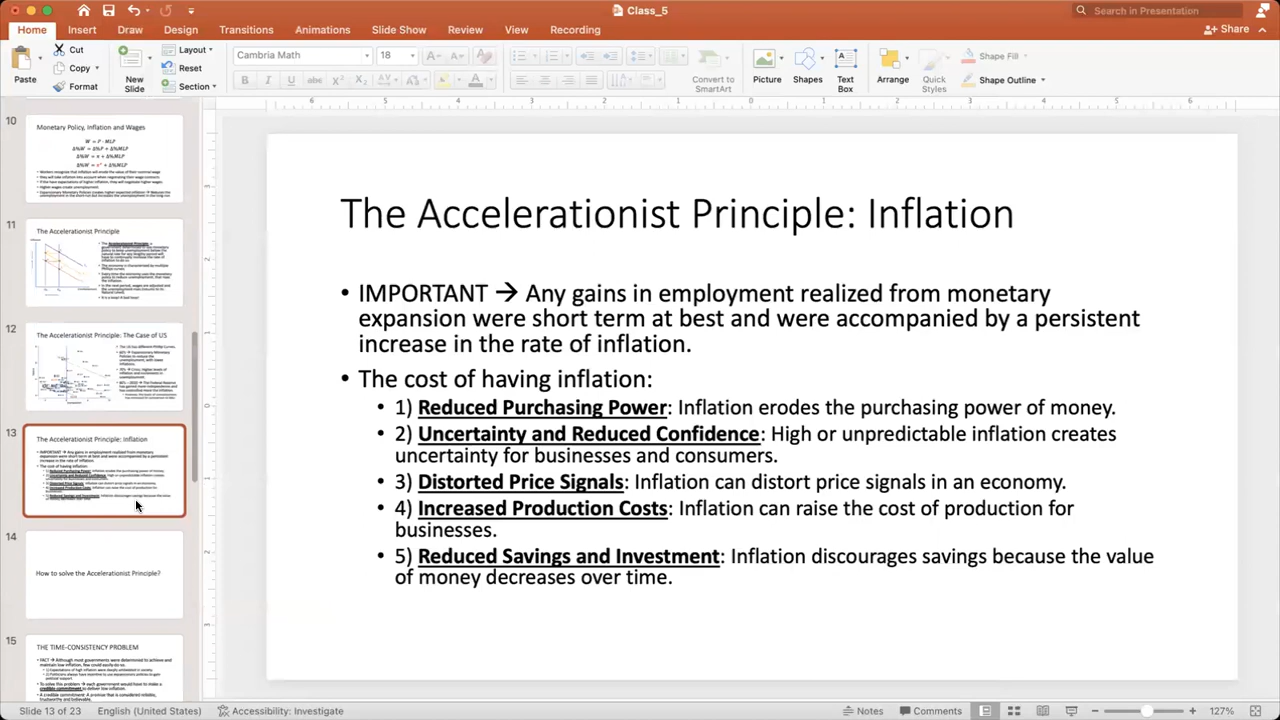 Class_5
Search in Presentation
Home Insert Draw Design Transitions Animations Slide Show Review View Recording
Share
Paste
Cut
Copy
Format
New
Slide
Layout
Reset
Section
Cambria Math
18
Convert to
SmartArt
Picture
Shapes
Text
Box
Arrange
Quick
Styles
Shape Fill
Shape Outline
10
Monetary Policy, Inflation and Wages
11
The Accelerationist Principle
12
The Accelerationist Principle: The Case of US
13
The Accelerationist Principle: Inflation
14
How to solve the Accelerationist Principle?
15
THE TIME-CONSISTENCY PROBLEM
The Accelerationist Principle: Inflation
• IMPORTANT → Any gains in employment realized from monetary
expansion were short term at best and were accompanied by a persistent
increase in the rate of inflation.
• The cost of having inflation:
• 1) Reduced Purchasing Power: Inflation erodes the purchasing power of money.
• 2) Uncertainty and Reduced Confidence: High or unpredictable inflation creates
uncertainty for businesses and consumers.
• 3) Distorted Price Signals: Inflation can distort price signals in an economy.
• 4) Increased Production Costs: Inflation can raise the cost of production for
businesses.
• 5) Reduced Savings and Investment: Inflation discourages savings because the value
of money decreases over time.
Slide 13 of 23 English (United States) Accessibility: Investigate
Notes Comments 127%